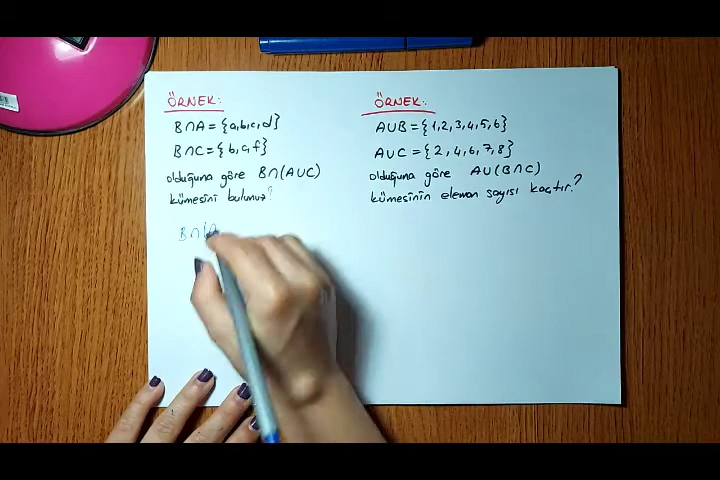 ÖRNEK:
B∩A = {a,b,c,d}
B∩C = {b,c,f}
olduğuna göre B∩(A∪C)
kümesini bulunuz?
B∩(A
ÖRNEK:
A∪B = {1,2,3,4,5,6}
A∪C = {2, 4, 6, 7, 8}
olduğuna göre A∪(B∩C)
kümesinin eleman sayısı kaçtır?